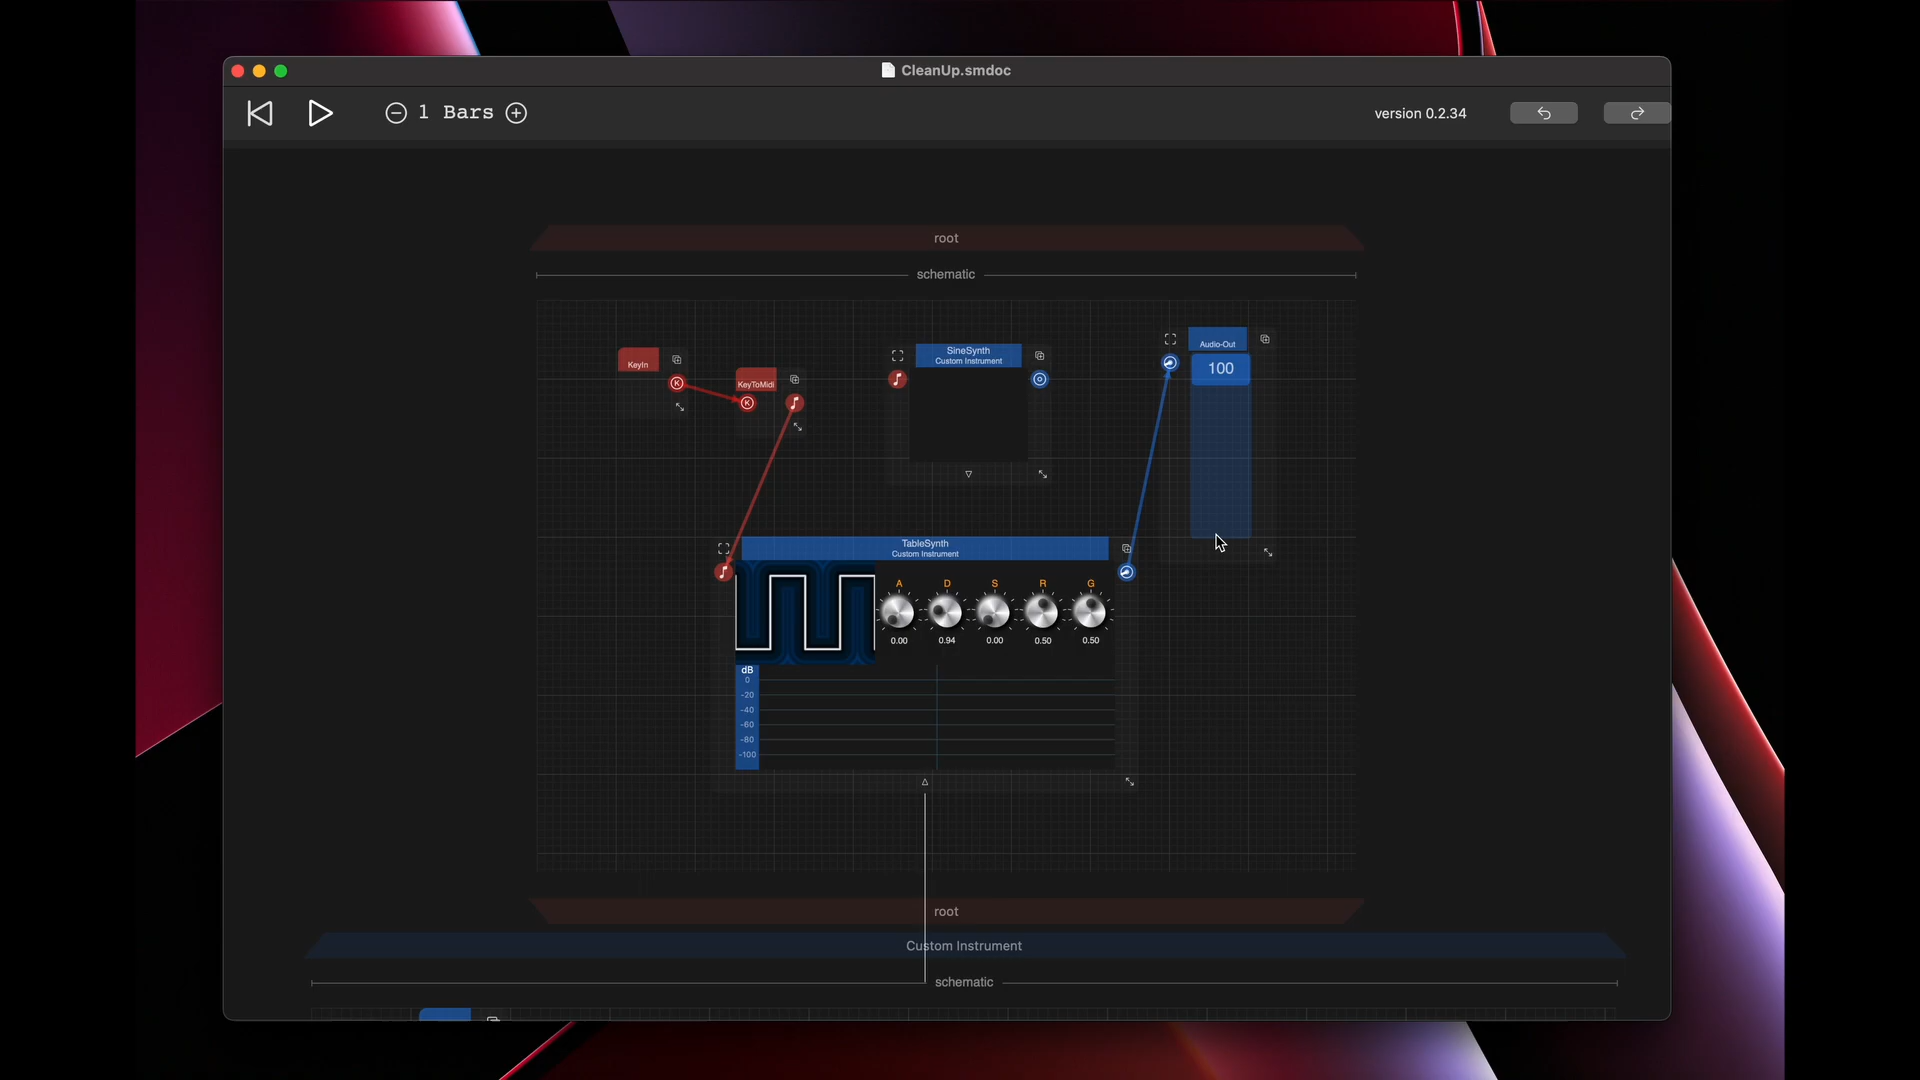 CleanUp.smdoc
1 Bars
version 0.2.34
root
schematic
KeyIn
K
KeyToMidi
K
SineSynth
Custom Instrument
Audio-Out
100
TableSynth
Custom Instrument
A D S R G
0.00 0.94 0.00 0.50 0.50
dB
0
-20
-40
-60
-80
-100
root
Custom Instrument
schematic